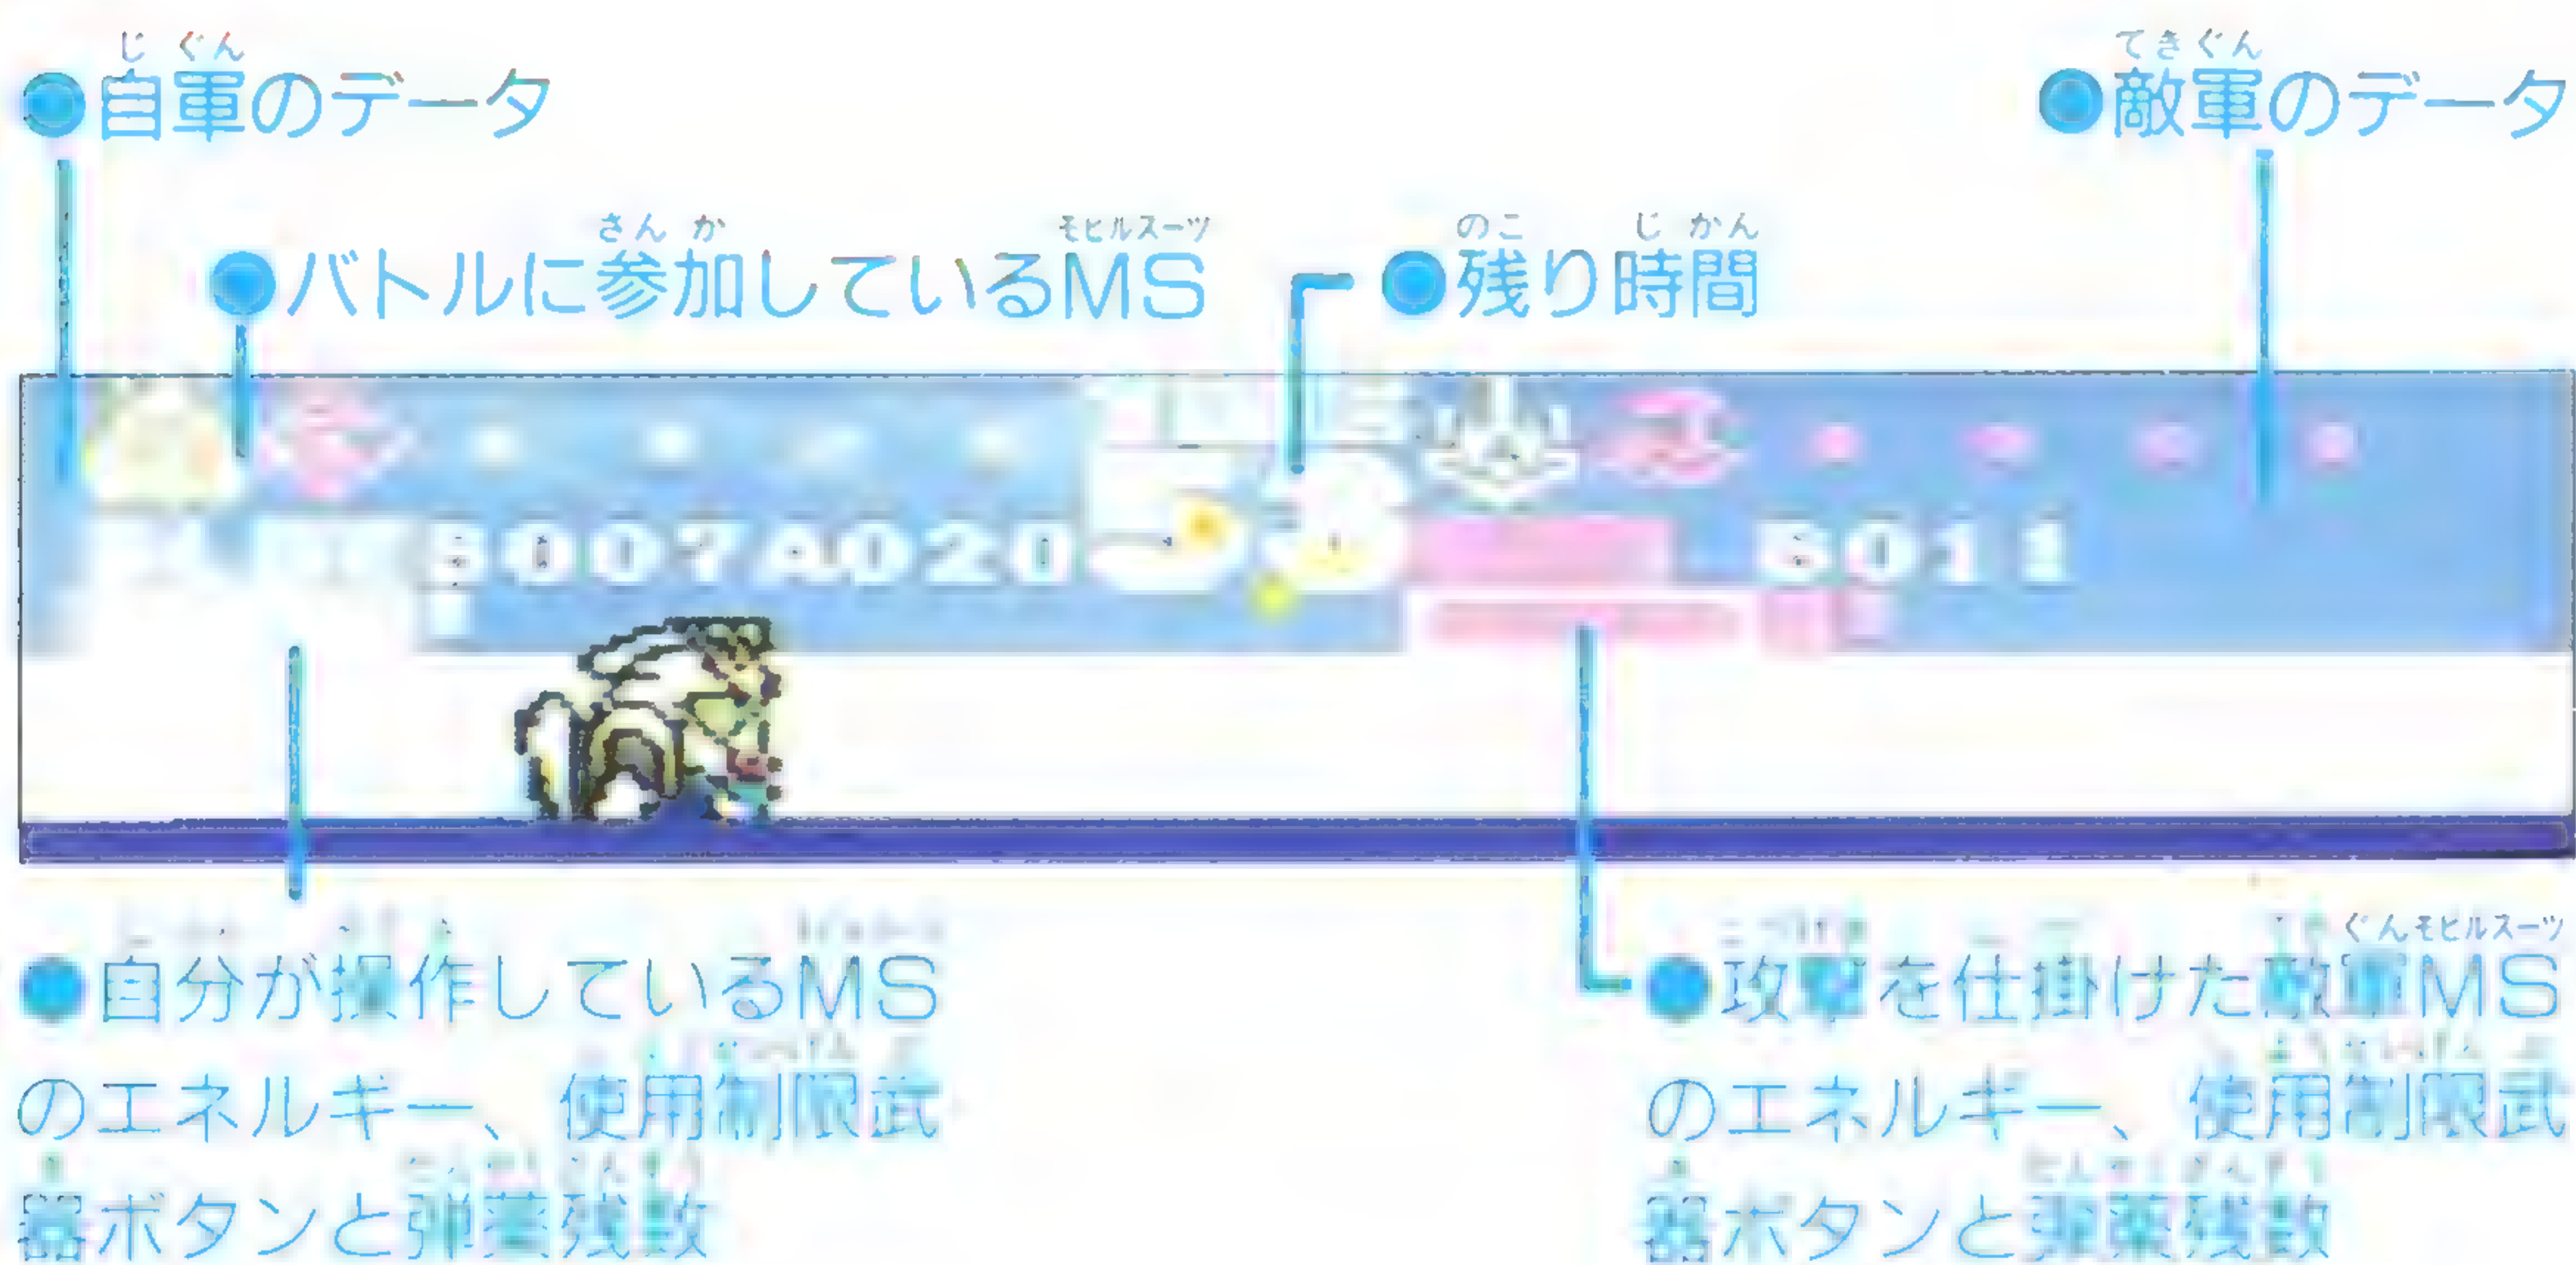 ●自軍のデータ
●敵軍のデータ
●バトルに参加しているMS
●残り時間
B011
●自分が操作しているMS
のエネルギー、使用制限武
器ボタンと弾薬残数
●攻撃を仕掛けた敵軍MS
のエネルギー、使用制限武
器ボタンと弾薬残数